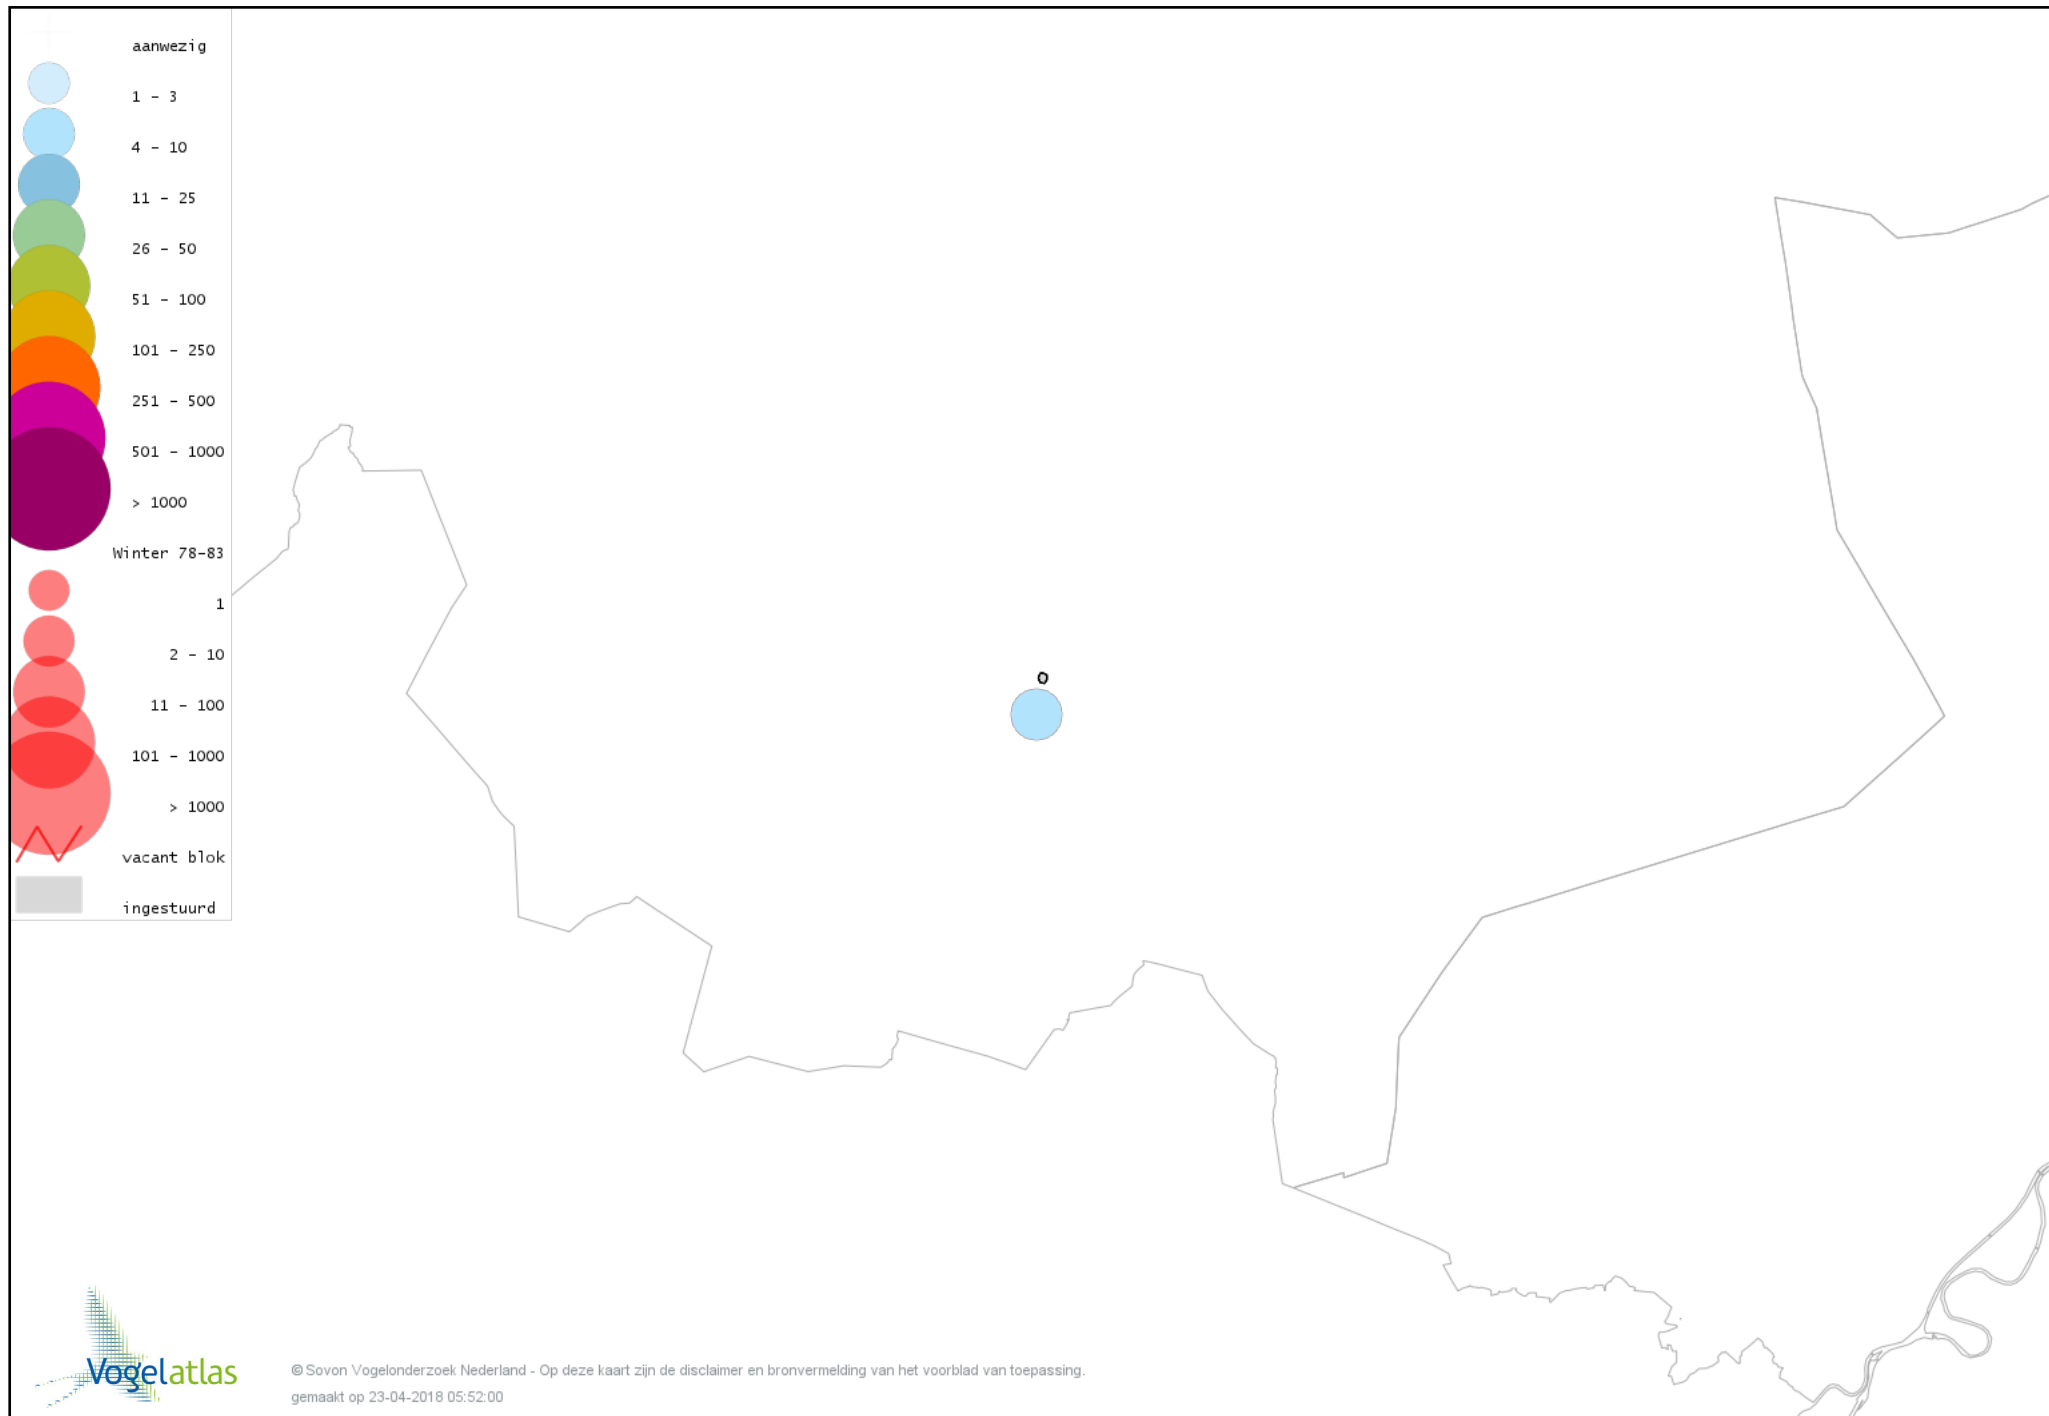 aanwezig
1 - 3
4 - 10
11 - 25
26 - 50
51 - 100
101 - 250
251 - 500
501 - 1000
> 1000
Winter 78-83
1
2 - 10
11 - 100
101 - 1000
> 1000
vacant blok
ingestuurd
0
Vogelatlas
© Sovon Vogelonderzoek Nederland - Op deze kaart zijn de disclaimer en bronvermelding van het voorblad van toepassing.
gemaakt op 23-04-2018 05:52:00